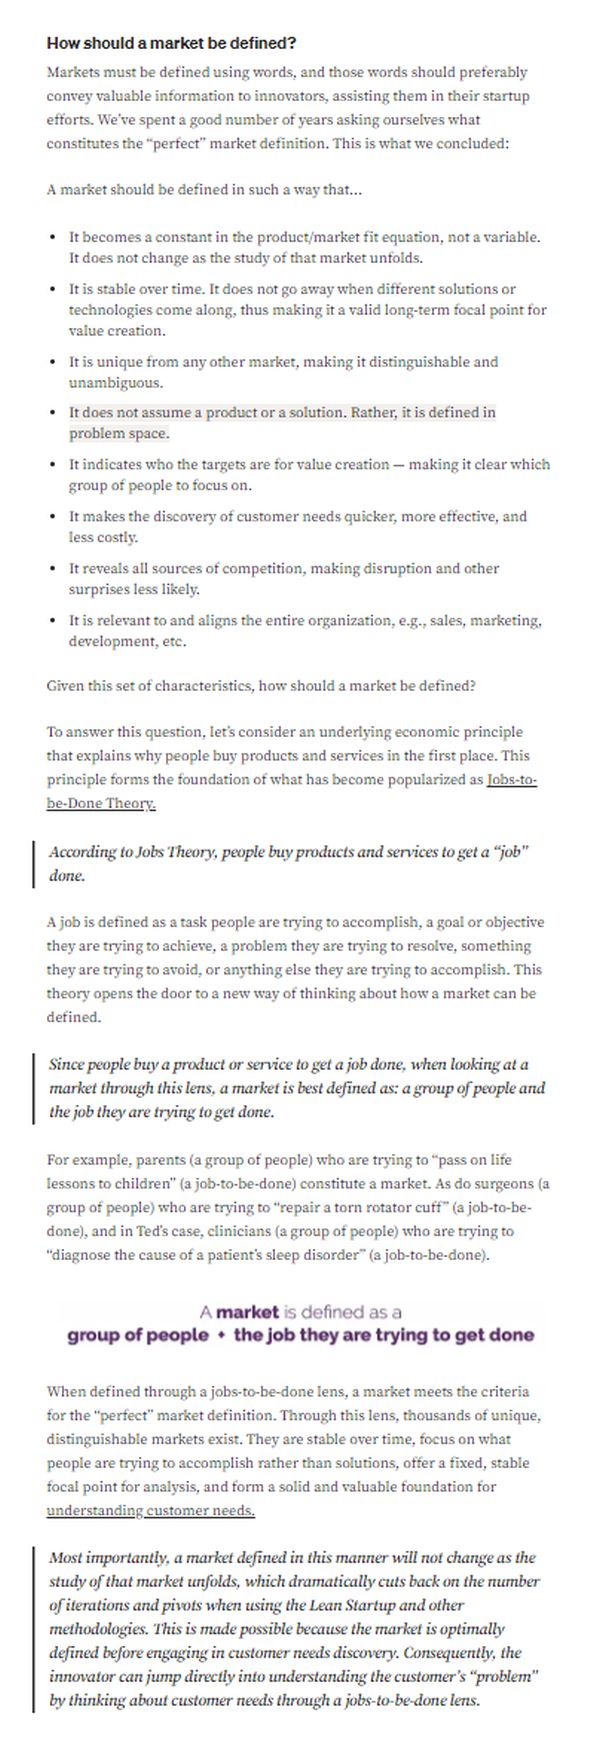 How should a market be defined?
Markets must be defined using words, and those words should preferably
convey valuable information to innovators, assisting them in their startup
efforts. We’ve spent a good number of years asking ourselves what
constitutes the “perfect” market definition. This is what we concluded:
A market should be defined in such a way that…
• It becomes a constant in the product/market fit equation, not a variable.
It does not change as the study of that market unfolds.
• It is stable over time. It does not go away when different solutions or
technologies come along, thus making it a valid long-term focal point for
value creation.
• It is unique from any other market, making it distinguishable and
unambiguous.
• It does not assume a product or a solution. Rather, it is defined in
problem space.
• It indicates who the targets are for value creation — making it clear which
group of people to focus on.
• It makes the discovery of customer needs quicker, more effective, and
less costly.
• It reveals all sources of competition, making disruption and other
surprises less likely.
• It is relevant to and aligns the entire organization, e.g., sales, marketing,
development, etc.
Given this set of characteristics, how should a market be defined?
To answer this question, let’s consider an underlying economic principle
that explains why people buy products and services in the first place. This
principle forms the foundation of what has become popularized as Jobs-to-
be-Done Theory.
According to Jobs Theory, people buy products and services to get a “job”
done.
A job is defined as a task people are trying to accomplish, a goal or objective
they are trying to achieve, a problem they are trying to resolve, something
they are trying to avoid, or anything else they are trying to accomplish. This
theory opens the door to a new way of thinking about how a market can be
defined.
Since people buy a product or service to get a job done, when looking at a
market through this lens, a market is best defined as: a group of people and
the job they are trying to get done.
For example, parents (a group of people) who are trying to “pass on life
lessons to children” (a job-to-be-done) constitute a market. As do surgeons (a
group of people) who are trying to “repair a torn rotator cuff” (a job-to-be-
done), and in Ted’s case, clinicians (a group of people) who are trying to
“diagnose the cause of a patient’s sleep disorder” (a job-to-be-done).
A market is defined as a
group of people + the job they are trying to get done
When defined through a jobs-to-be-done lens, a market meets the criteria
for the “perfect” market definition. Through this lens, thousands of unique,
distinguishable markets exist. They are stable over time, focus on what
people are trying to accomplish rather than solutions, offer a fixed, stable
focal point for analysis, and form a solid and valuable foundation for
understanding customer needs.
Most importantly, a market defined in this manner will not change as the
study of that market unfolds, which dramatically cuts back on the number
of iterations and pivots when using the Lean Startup and other
methodologies. This is made possible because the market is optimally
defined before engaging in customer needs discovery. Consequently, the
innovator can jump directly into understanding the customer’s “problem”
by thinking about customer needs through a jobs-to-be-done lens.